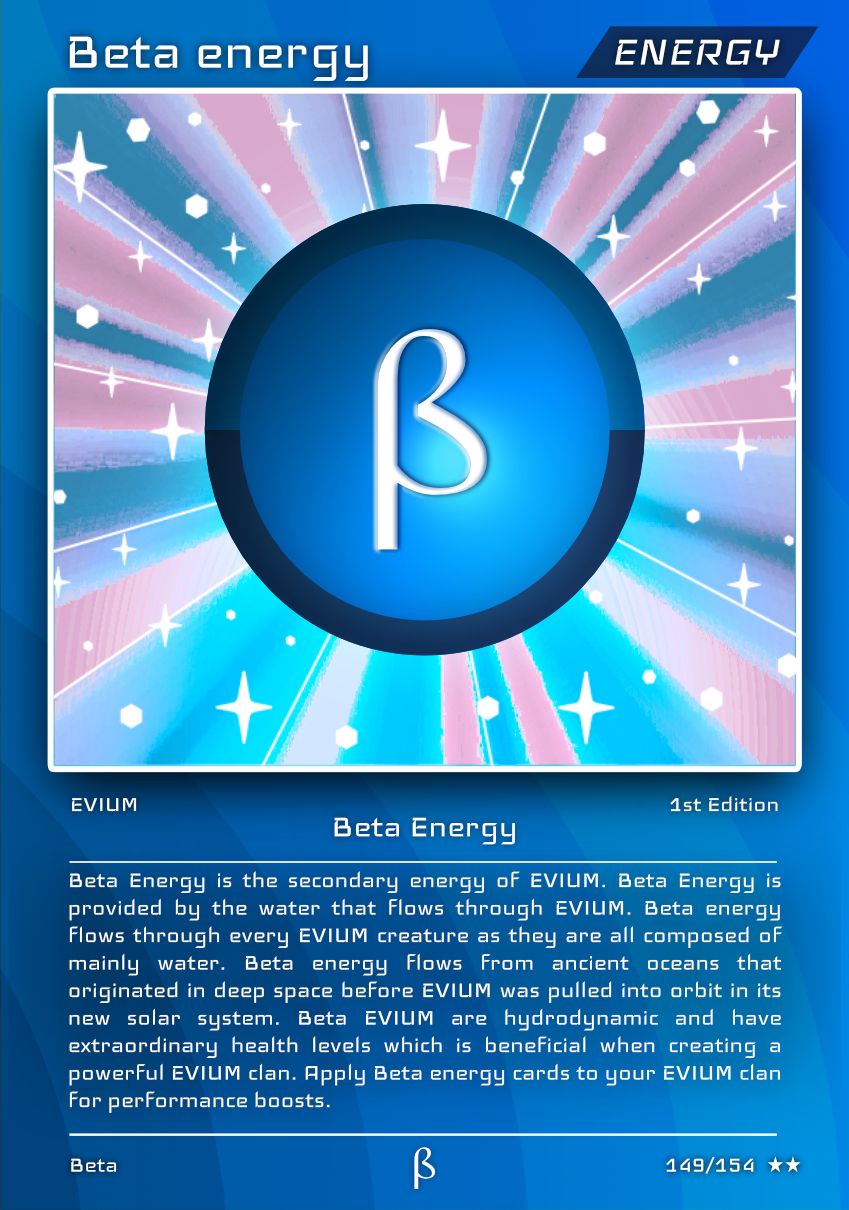 Beta energy
ENERGY
β
EVIUM
1st Edition
Beta Energy
Beta Energy is the secondary energy of EVIUM. Beta Energy is
provided by the water that flows through EVIUM. Beta energy
flows through every EVIUM creature as they are all composed of
mainly water. Beta energy flows from ancient oceans that
originated in deep space before EVIUM was pulled into orbit in its
new solar system. Beta EVIUM are hydrodynamic and have
extraordinary health levels which is beneficial when creating a
powerful EVIUM clan. Apply Beta energy cards to your EVIUM clan
for performance boosts.
Beta
β
149/154 ★★